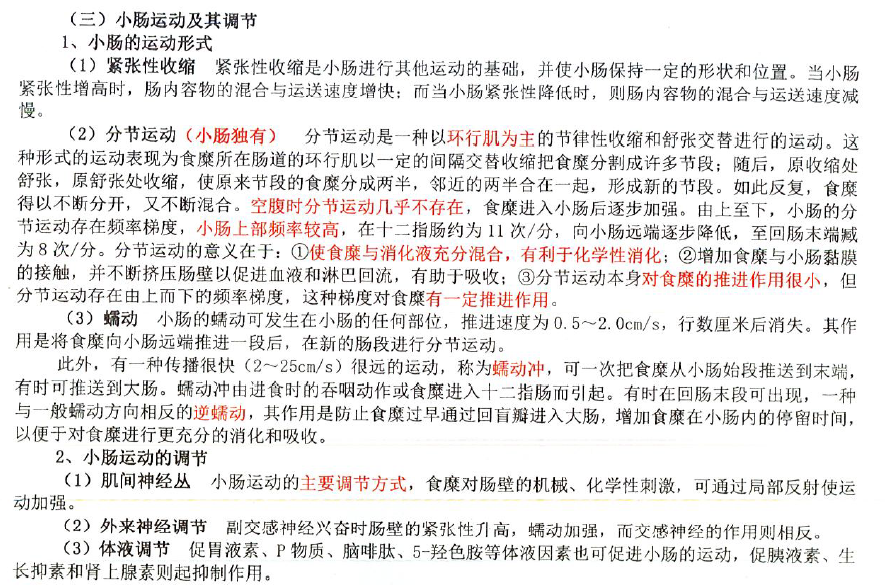 （三）小肠运动及其调节
1、小肠的运动形式
（1）紧张性收缩 紧张性收缩是小肠进行其他运动的基础，并使小肠保持一定的形状和位置。当小肠
紧张性增高时，肠内容物的混合与运送速度增快；而当小肠紧张性降低时，则肠内容物的混合与运送速度减
慢。
（2）分节运动（小肠独有） 分节运动是一种以环行肌为主的节律性收缩和舒张交替进行的运动。这
种形式的运动表现为食糜所在肠道的环行肌以一定的间隔交替收缩把食糜分割成许多节段；随后，原收缩处
舒张，原舒张处收缩，使原来节段的食糜分成两半，邻近的两半合在一起，形成新的节段。如此反复，食糜
得以不断分开，又不断混合。空腹时分节运动几乎不存在，食糜进入小肠后逐步加强。由上至下，小肠的分
节运动存在频率梯度，小肠上部频率较高，在十二指肠约为 11 次/分，向小肠远端逐步降低，至回肠末端减
为 8 次/分。分节运动的意义在于：①使食糜与消化液充分混合，有利于化学性消化；②增加食糜与小肠黏膜
的接触，并不断挤压肠壁以促进血液和淋巴回流，有助于吸收；③分节运动本身对食糜的推进作用很小，但
分节运动存在由上而下的频率梯度，这种梯度对食糜有一定推进作用。
（3）蠕动 小肠的蠕动可发生在小肠的任何部位，推进速度为 0.5～2.0cm/s，行数厘米后消失。其作
用是将食糜向小肠远端推进一段后，在新的肠段进行分节运动。
此外，有一种传播很快（2～25cm/s）很远的运动，称为蠕动冲，可一次把食糜从小肠始段推送到末端，
有时可推送到大肠。蠕动冲由进食时的吞咽动作或食糜进入十二指肠而引起。有时在回肠末段可出现，一种
与一般蠕动方向相反的逆蠕动，其作用是防止食糜过早通过回盲瓣进入大肠，增加食糜在小肠内的停留时间，
以便于对食糜进行更充分的消化和吸收。
2、小肠运动的调节
（1）肌间神经丛 小肠运动的主要调节方式，食糜对肠壁的机械、化学性刺激，可通过局部反射使运
动加强。
（2）外来神经调节 副交感神经兴奋时肠壁的紧张性升高，蠕动加强，而交感神经的作用则相反。
（3）体液调节 促胃液素、P 物质、脑啡肽、5-羟色胺等体液因素也可促进小肠的运动，促胰液素、生
长抑素和肾上腺素则起抑制作用。